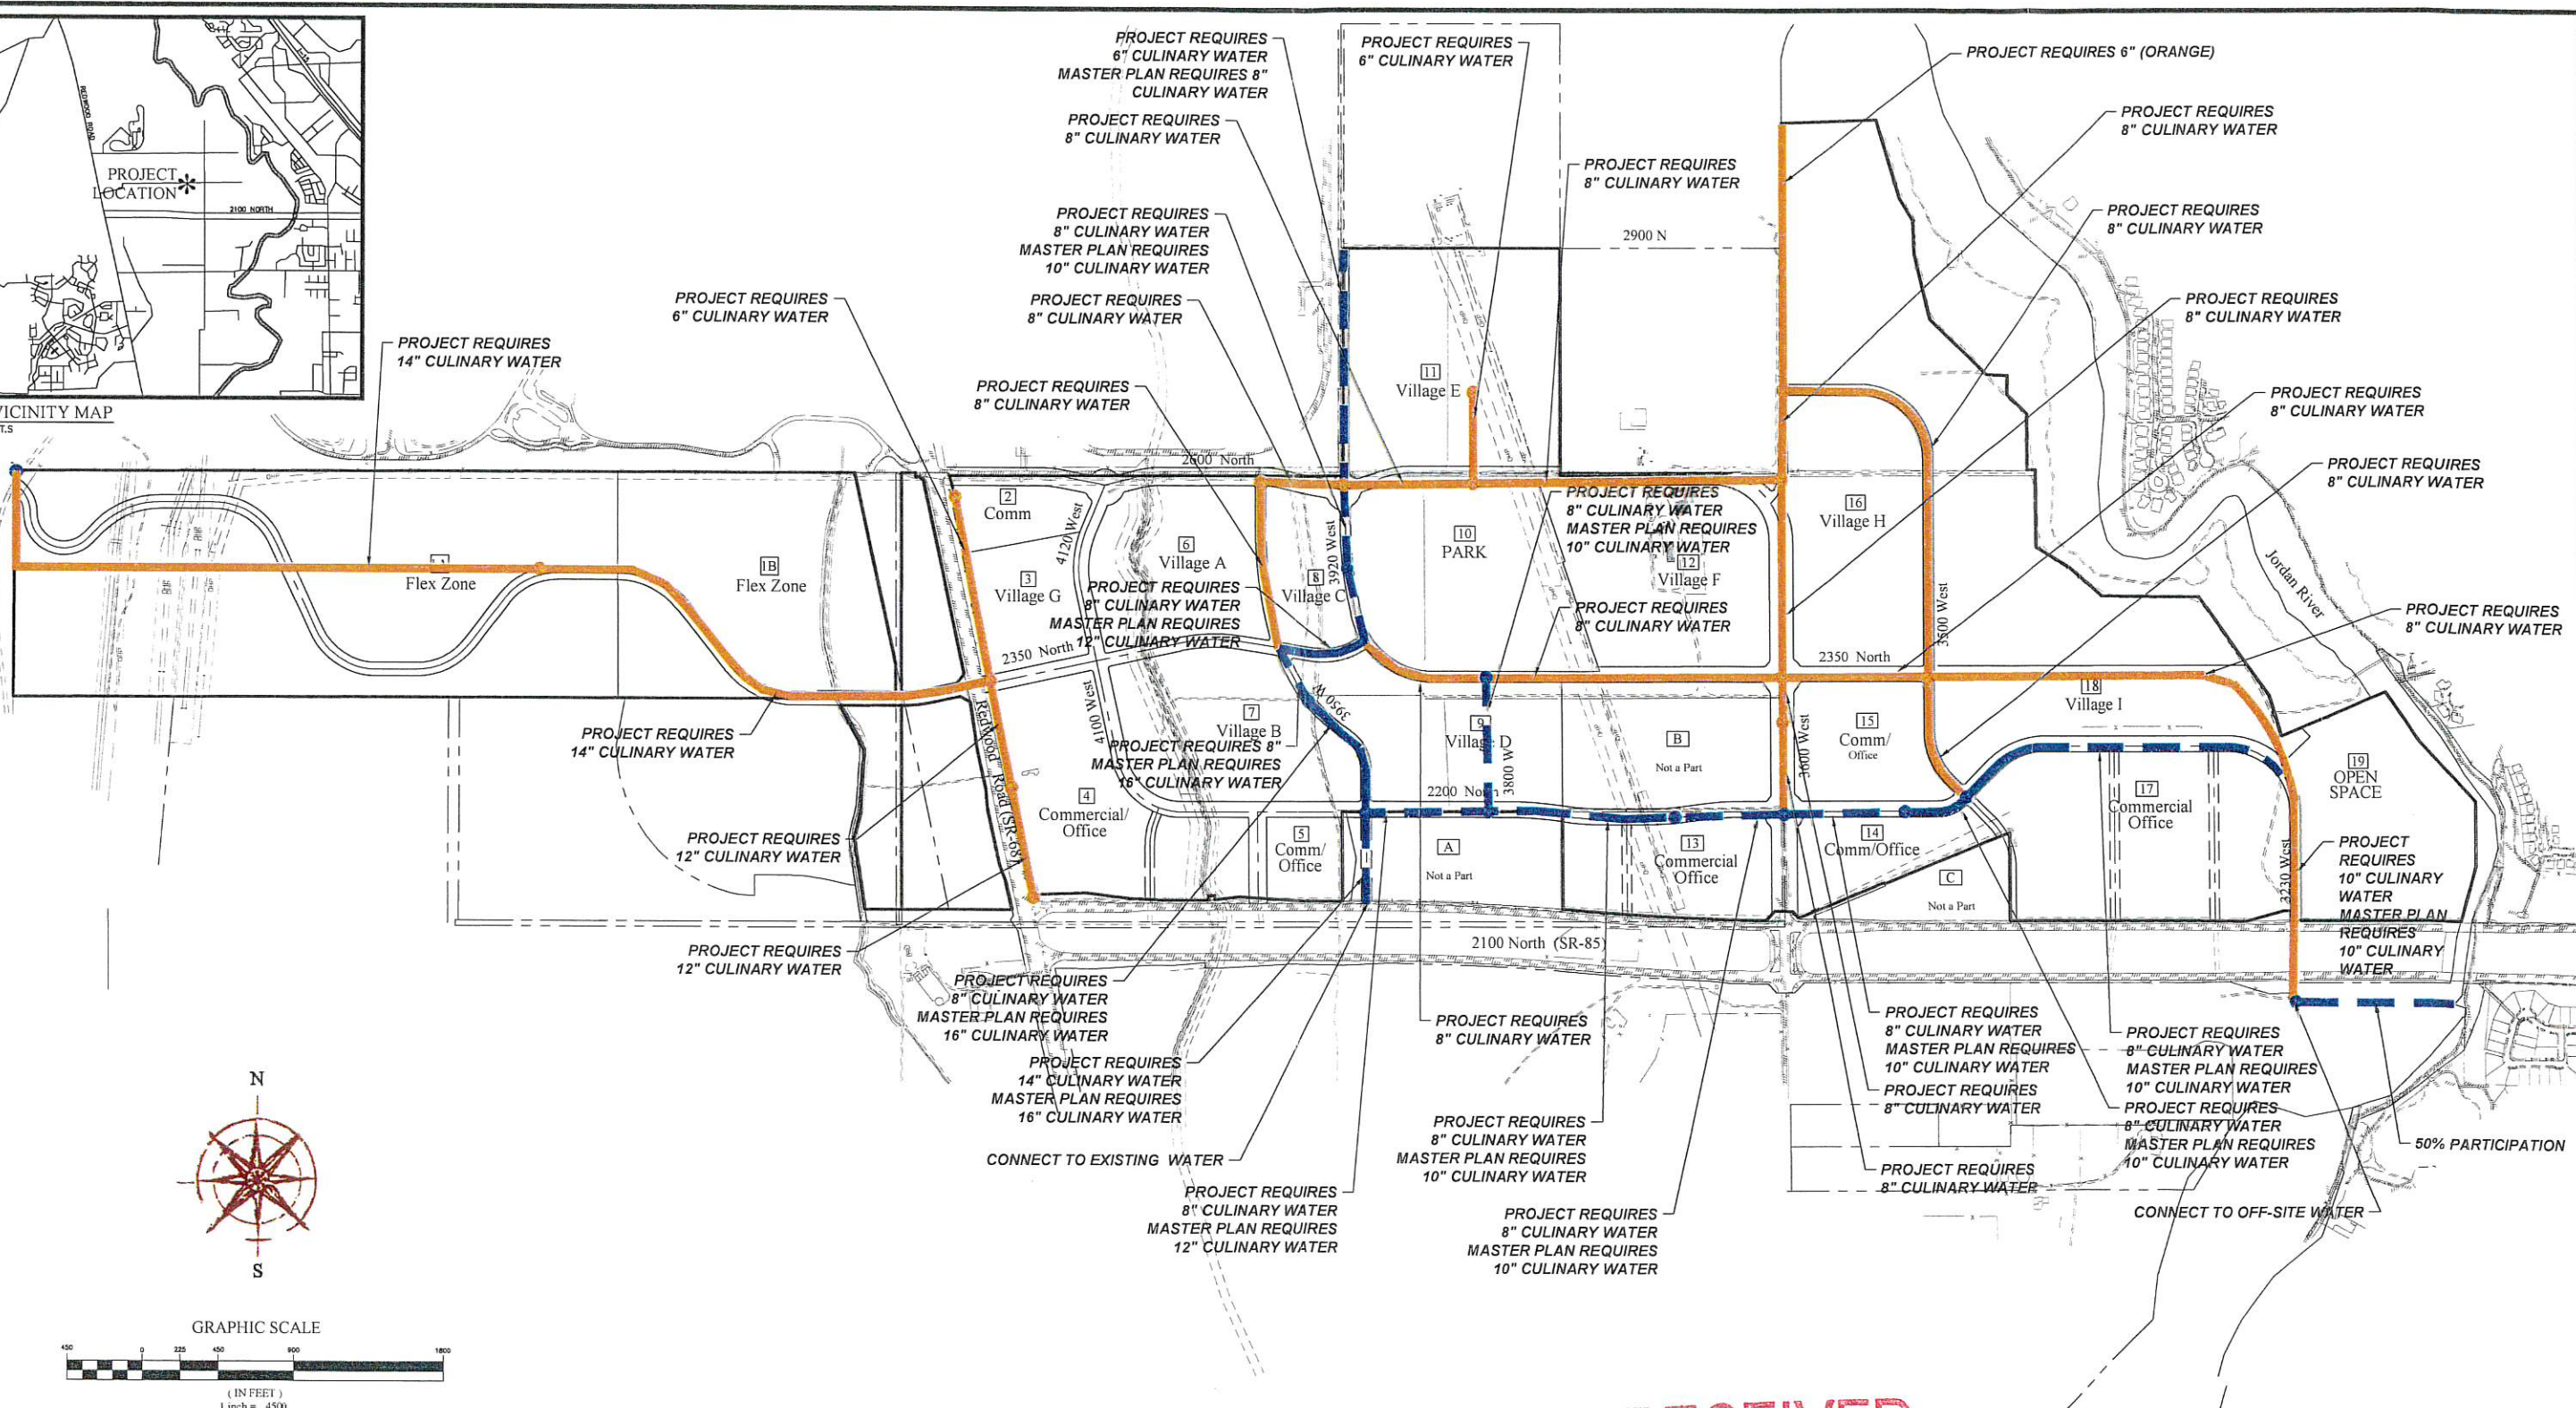 REDWOOD ROAD
PROJECT
LOCATION
2100 NORTH
VICINITY MAP
T.S
PROJECT REQUIRES
6" CULINARY WATER
MASTER PLAN REQUIRES 8"
CULINARY WATER
PROJECT REQUIRES
6" CULINARY WATER
PROJECT REQUIRES 6" (ORANGE)
PROJECT REQUIRES
8" CULINARY WATER
PROJECT REQUIRES
8" CULINARY WATER
PROJECT REQUIRES
8" CULINARY WATER
PROJECT REQUIRES
8" CULINARY WATER
MASTER PLAN REQUIRES
10" CULINARY WATER
PROJECT REQUIRES
8" CULINARY WATER
2900 N
PROJECT REQUIRES
8" CULINARY WATER
PROJECT REQUIRES
6" CULINARY WATER
PROJECT REQUIRES
8" CULINARY WATER
PROJECT REQUIRES
14" CULINARY WATER
PROJECT REQUIRES
8" CULINARY WATER
11
Village E
PROJECT REQUIRES
8" CULINARY WATER
2600 North
PROJECT REQUIRES
8" CULINARY WATER
2
Comm
4120 West
3920 West
PROJECT REQUIRES
8" CULINARY WATER
MASTER PLAN REQUIRES
10" CULINARY WATER
16
Village H
10
PARK
6
Village A
Flex Zone
1B
Flex Zone
3
Village G
8
Village C
12
Village F
Jordan River
PROJECT REQUIRES
8" CULINARY WATER
MASTER PLAN REQUIRES
12" CULINARY WATER
PROJECT REQUIRES
8" CULINARY WATER
3500 West
PROJECT REQUIRES
8" CULINARY WATER
2350 North
2350 North
18
Village I
4100 West
3950 W
7
Village B
9
Village D
B
Not a Part
15
Comm/
Office
3600 West
3800 W
Redwood Road (SR-68)
PROJECT REQUIRES
14" CULINARY WATER
PROJECT REQUIRES 8"
MASTER PLAN REQUIRES
16" CULINARY WATER
2200 North
4
Commercial/
Office
17
Commercial
Office
19
OPEN
SPACE
5
Comm/
Office
A
Not a Part
13
Commercial
Office
14
Comm/Office
C
Not a Part
3230 West
PROJECT REQUIRES
12" CULINARY WATER
PROJECT
REQUIRES
10" CULINARY
WATER
MASTER PLAN
REQUIRES
10" CULINARY
WATER
2100 North (SR-85)
PROJECT REQUIRES
12" CULINARY WATER
PROJECT REQUIRES
8" CULINARY WATER
MASTER PLAN REQUIRES
16" CULINARY WATER
PROJECT REQUIRES
8" CULINARY WATER
PROJECT REQUIRES
8" CULINARY WATER
MASTER PLAN REQUIRES
10" CULINARY WATER
PROJECT REQUIRES
8" CULINARY WATER
MASTER PLAN REQUIRES
10" CULINARY WATER
PROJECT REQUIRES
14" CULINARY WATER
MASTER PLAN REQUIRES
16" CULINARY WATER
PROJECT REQUIRES
8" CULINARY WATER
PROJECT REQUIRES
8" CULINARY WATER
MASTER PLAN REQUIRES
10" CULINARY WATER
50% PARTICIPATION
PROJECT REQUIRES
8" CULINARY WATER
MASTER PLAN REQUIRES
10" CULINARY WATER
CONNECT TO EXISTING WATER
PROJECT REQUIRES
8" CULINARY WATER
PROJECT REQUIRES
8" CULINARY WATER
MASTER PLAN REQUIRES
12" CULINARY WATER
PROJECT REQUIRES
8" CULINARY WATER
MASTER PLAN REQUIRES
10" CULINARY WATER
CONNECT TO OFF-SITE WATER
N
S
GRAPHIC SCALE
450 0 225 450 900 1800
( IN FEET )
1 inch = 450ft